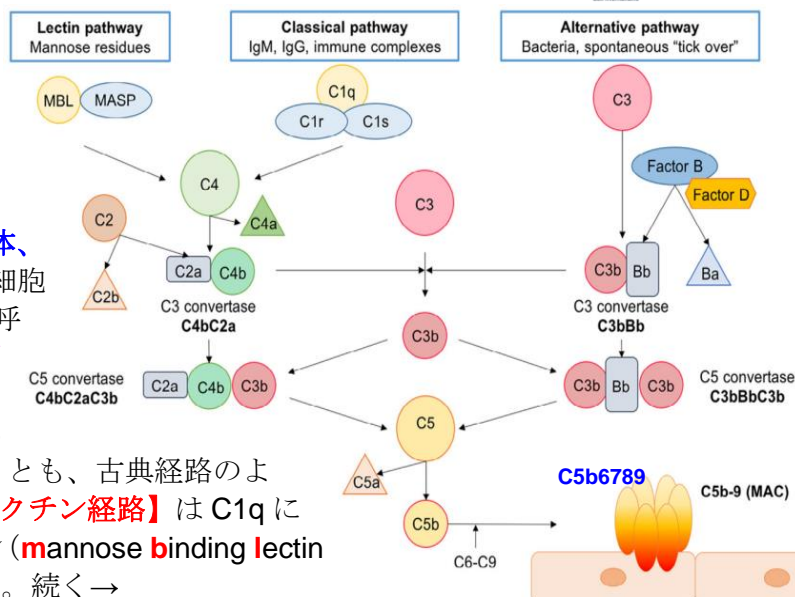 Lectin pathway
Mannose residues
Classical pathway
IgM, IgG, immune complexes
Alternative pathway
Bacteria, spontaneous “tick over”
MBL
MASP
C1q
C1r
C1s
C3
Factor B
Factor D
C4
C2
C4a
C3
本、
細胞
呼
C2a
C4b
C2b
C3b
Bb
Ba
C3 convertase
C4bC2a
C3 convertase
C3bBb
C3b
C5 convertase
C4bC2aC3b
C2a
C4b
C3b
C3b
Bb
C3b
C5 convertase
C3bBbC3b
C5
C5a
C5b
C6-C9
C5b6789
C5b-9 (MAC)
とも、古典経路のよ
クチン経路】は C1q に
(mannose binding lectin
。続く→